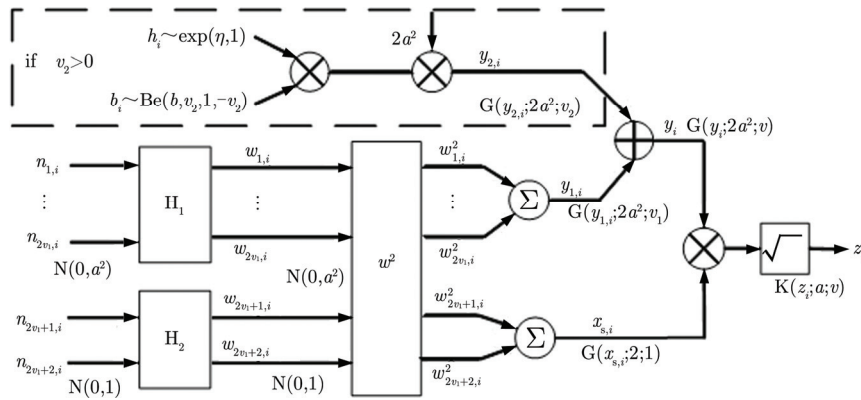 if v₂>0
hᵢ~exp(η,1)
2a²
y₂,ᵢ
bᵢ~Be(b,v₂,1,-v₂)
G(y₂,ᵢ;2a²;v₂)
yᵢ G(yᵢ;2a²;v)
n₁,ᵢ
⋮
n₂ᵥ₁,ᵢ
N(0,a²)
H₁
w₁,ᵢ
⋮
w₂ᵥ₁,ᵢ
N(0,a²)
w²
w²₁,ᵢ
⋮
w²₂ᵥ₁,ᵢ
Σ
y₁,ᵢ
G(y₁,ᵢ;2a²;v₁)
√
z
K(zᵢ;a;v)
n₂ᵥ₁₊₁,ᵢ
n₂ᵥ₁₊₂,ᵢ
N(0,1)
H₂
w₂ᵥ₁₊₁,ᵢ
w₂ᵥ₁₊₂,ᵢ
N(0,1)
w²₂ᵥ₁₊₁,ᵢ
w²₂ᵥ₁₊₂,ᵢ
Σ
xₛ,ᵢ
G(xₛ,ᵢ;2;1)